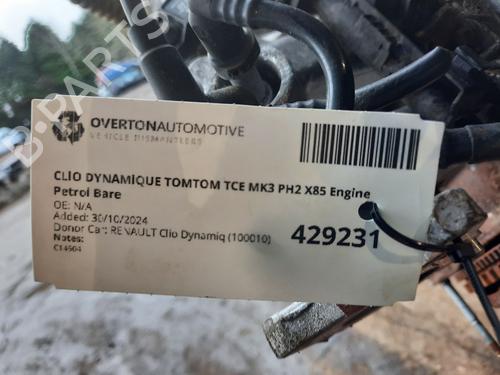 B-PARTS
OVERTONAUTOMOTIVE
VEHICLE DISMANTLERS
CLIO DYNAMIQUE TOMTOM TCE MK3 PH2 X85 Engine
Petrol Bare
OE: N/A
Added: 30/10/2024
Donor Car: RENAULT Clio Dynamiq (100010)
Notes:
C14604
429231